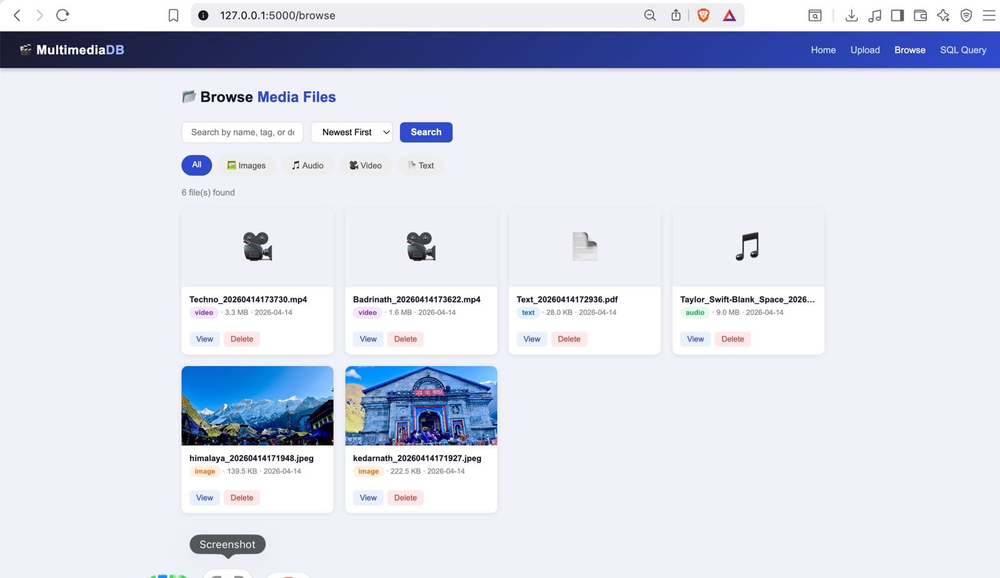 127.0.0.1:5000/browse
MultimediaDB
Home Upload Browse SQL Query
Browse Media Files
Search by name, tag, or de
Newest First
Search
All Images Audio Video Text
6 file(s) found
Techno_20260414173730.mp4
video · 3.3 MB · 2026-04-14
View Delete
Badrinath_20260414173622.mp4
video · 1.6 MB · 2026-04-14
View Delete
Text_20260414172936.pdf
text · 28.0 KB · 2026-04-14
View Delete
Taylor_Swift-Blank_Space_2026...
audio · 9.0 MB · 2026-04-14
View Delete
himalaya_20260414171948.jpeg
image · 139.5 KB · 2026-04-14
View Delete
जय श्री केदार
kedarnath_20260414171927.jpeg
image · 222.5 KB · 2026-04-14
View Delete
Screenshot